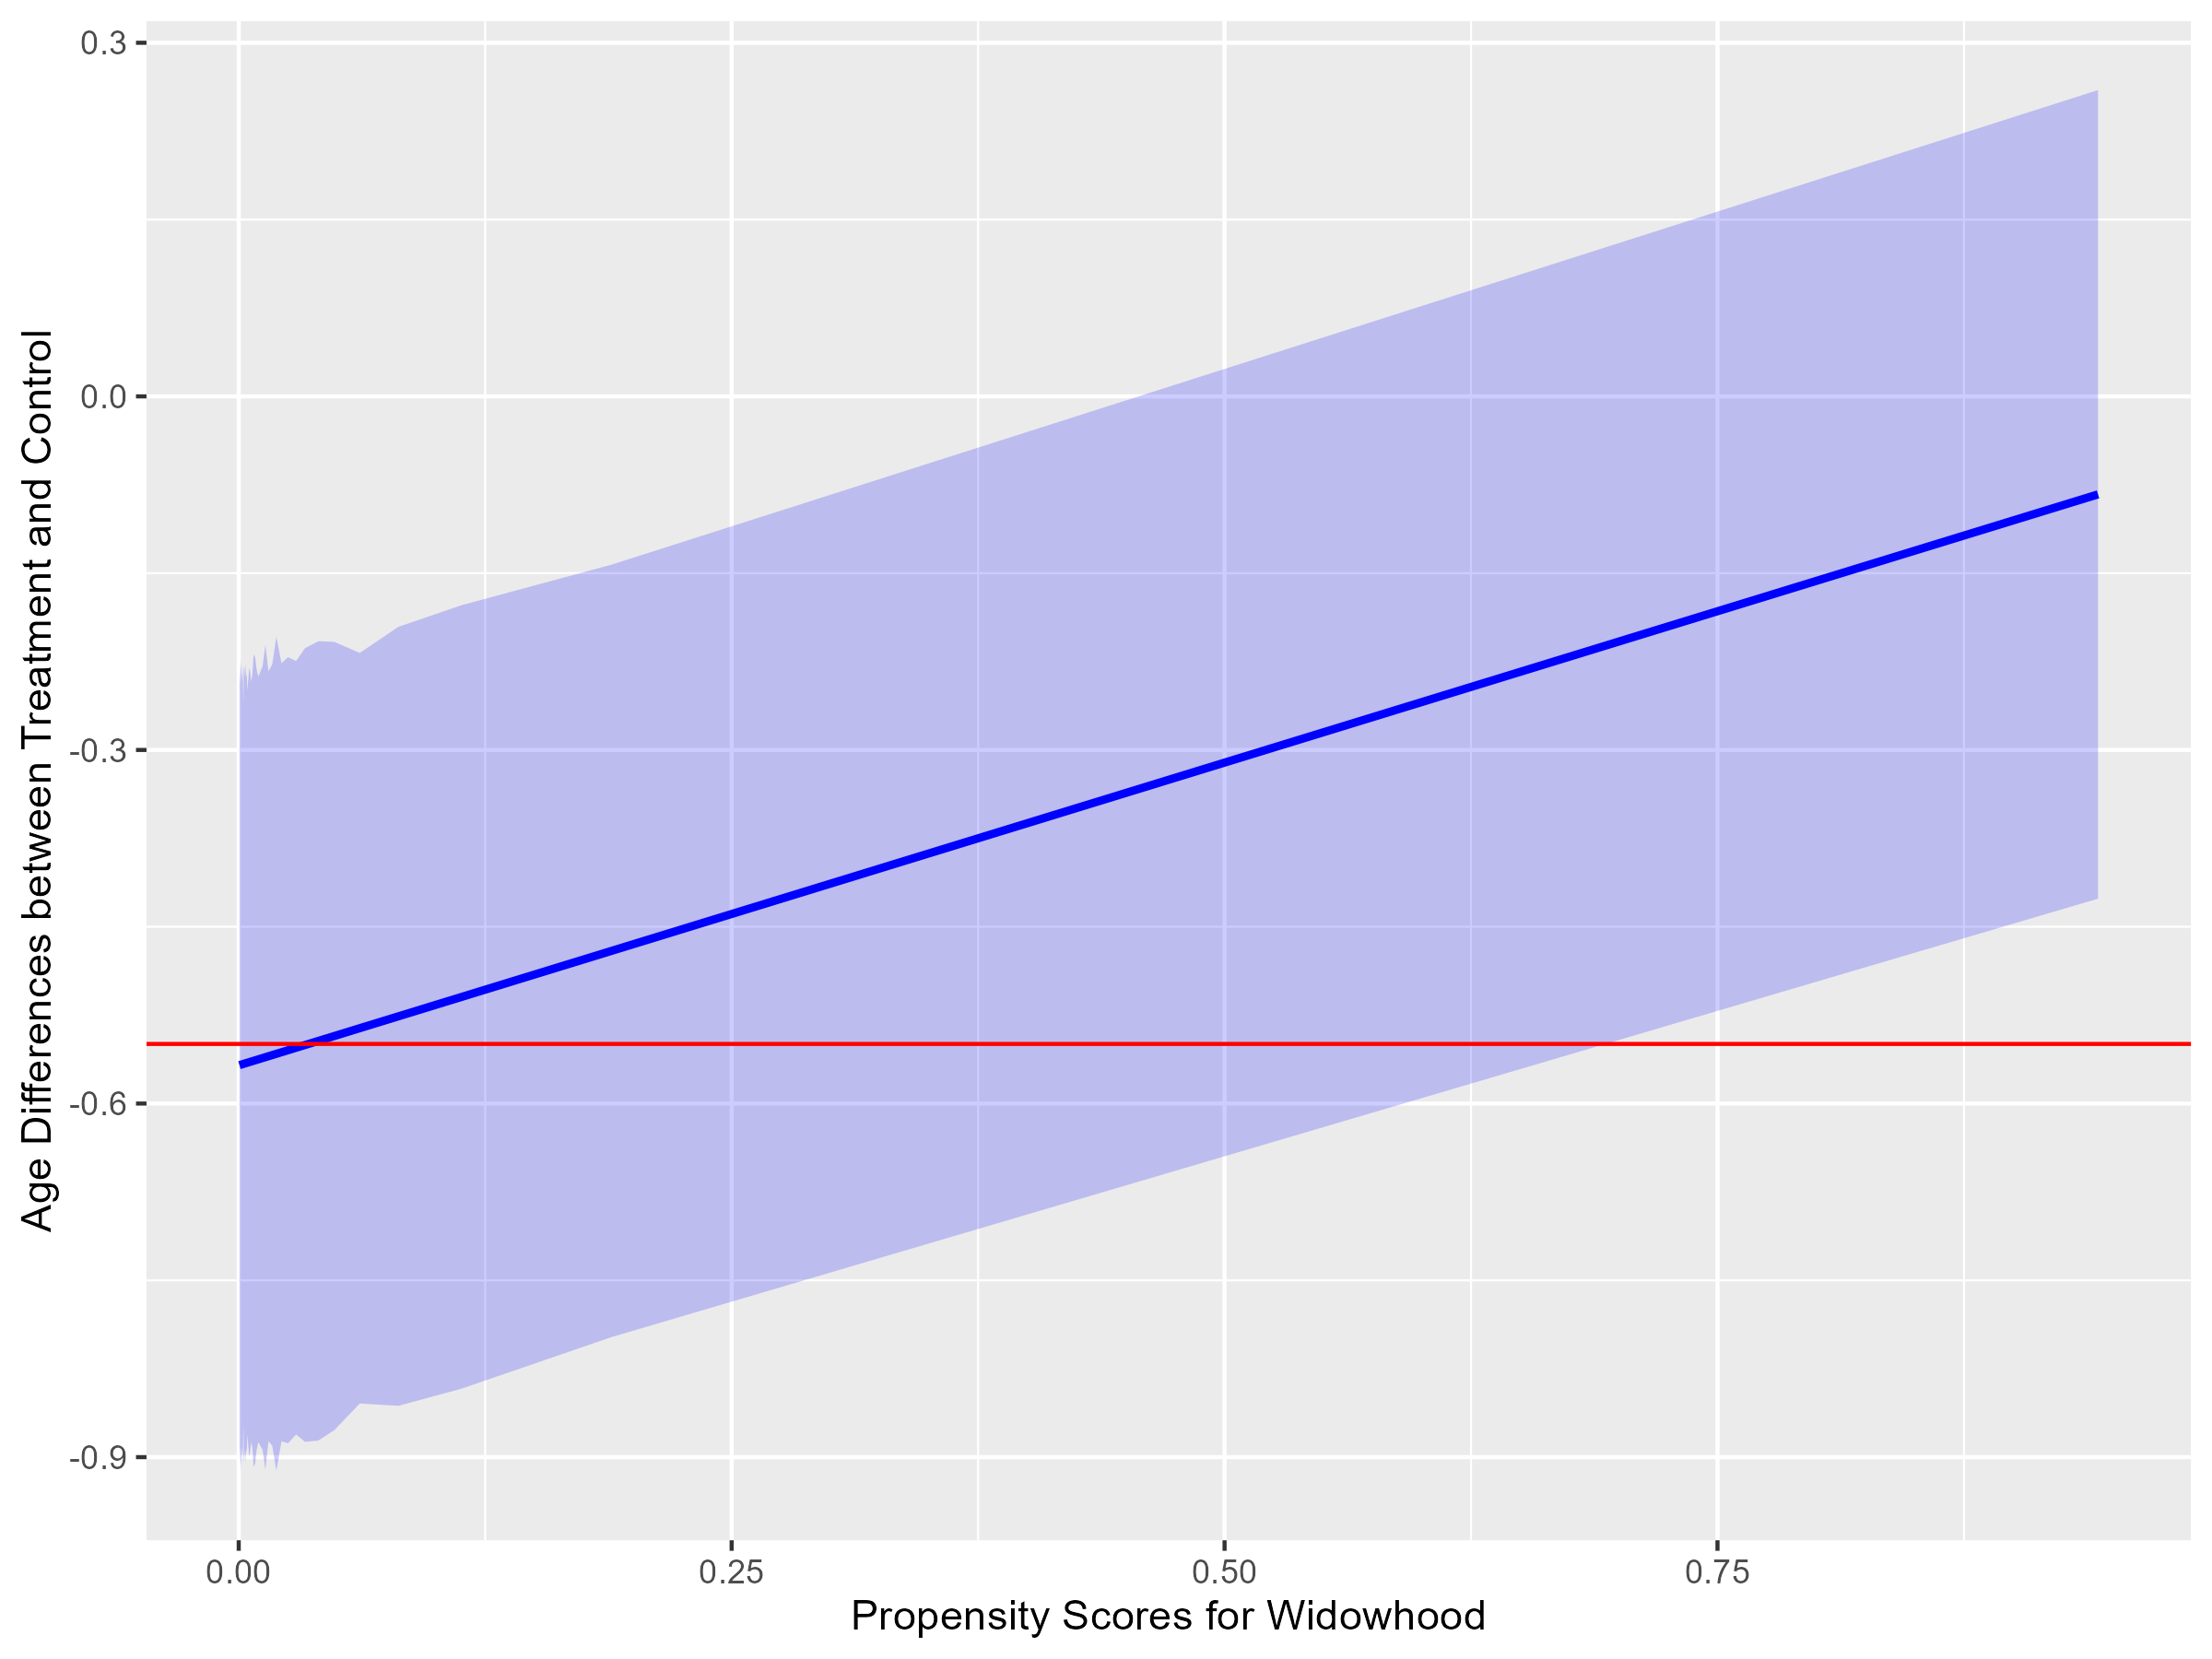 Age Differences between Treatment and Control
0.3
0.0
-0.3
-0.6
-0.9
0.00 0.25 0.50 0.75
Propensity Scores for Widowhood